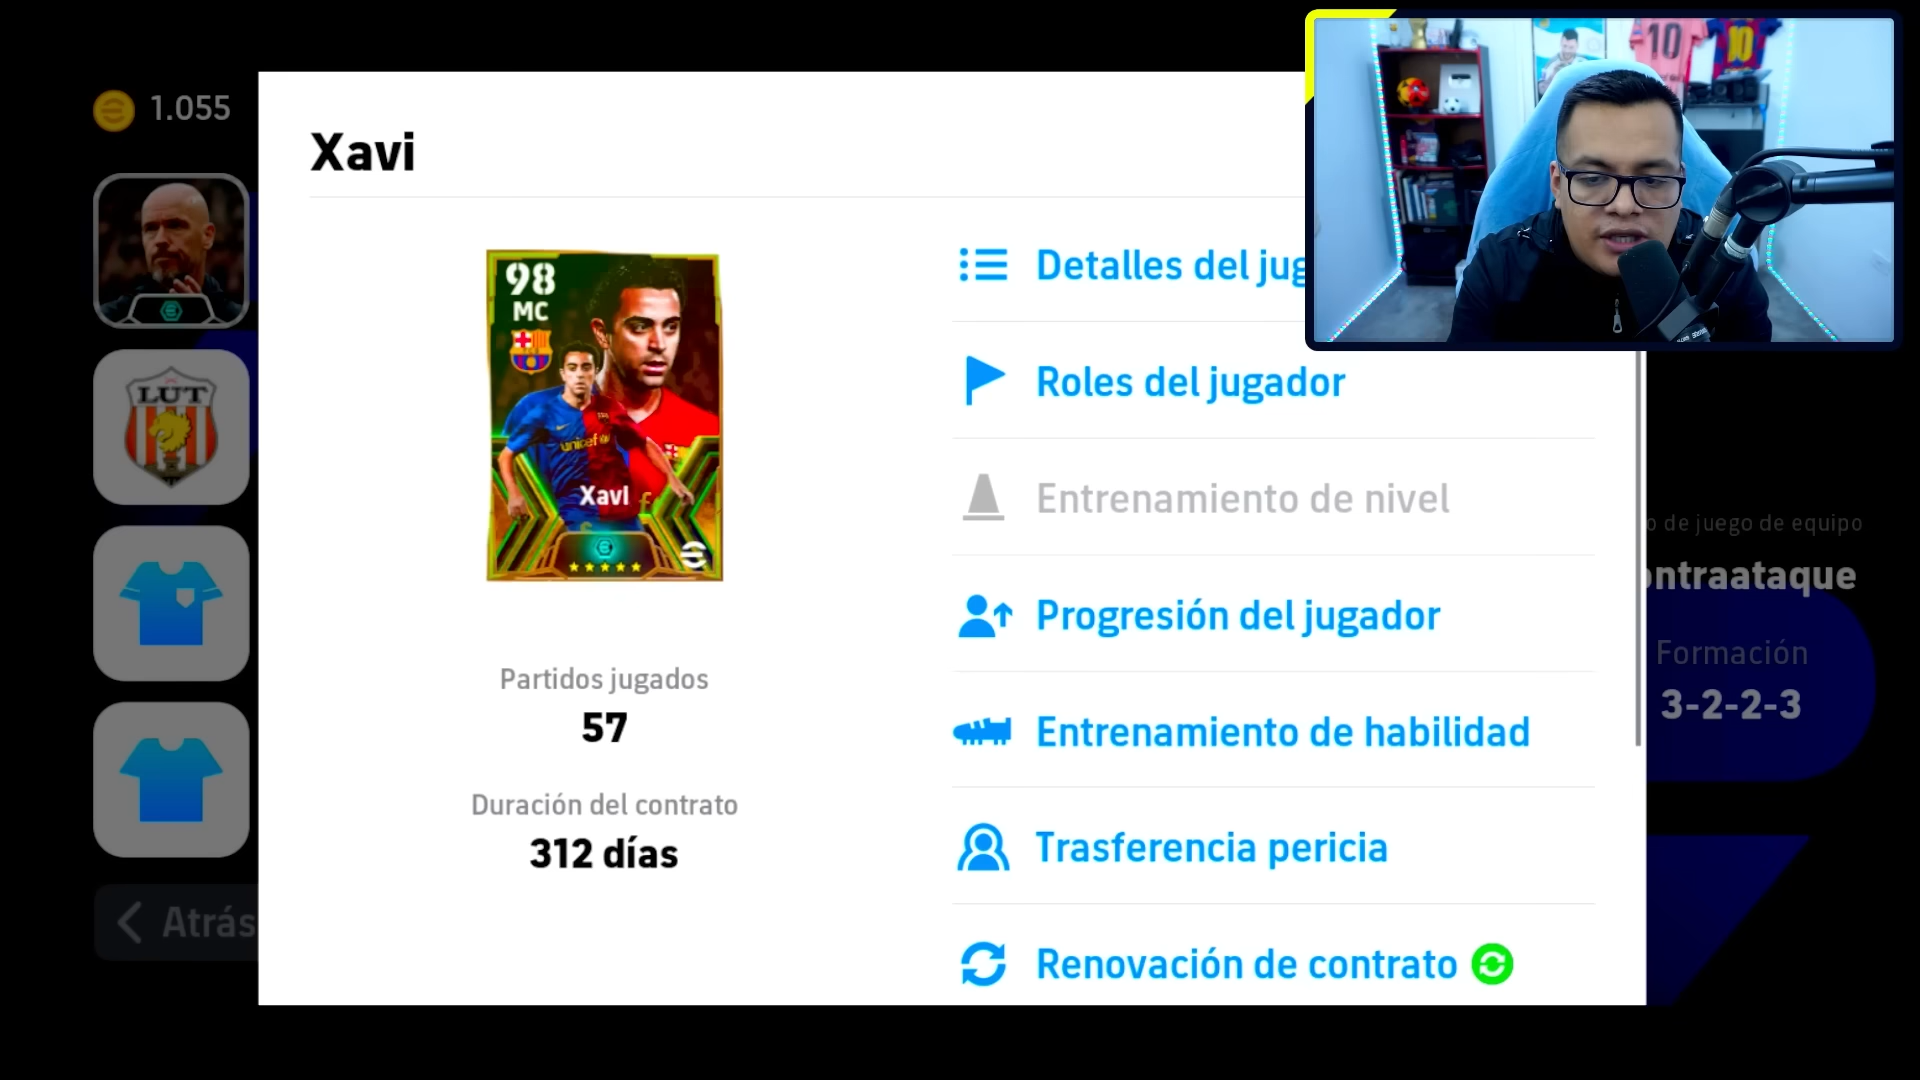 1.055
Xavi
98
MC
unicef
Xavi
Partidos jugados
57
Duración del contrato
312 días
Detalles del jug
Roles del jugador
Entrenamiento de nivel
Progresión del jugador
Entrenamiento de habilidad
Trasferencia pericia
Renovación de contrato
LUT
Atrás
o de juego de equipo
ontraataque
Formación
3-2-2-3
10
10